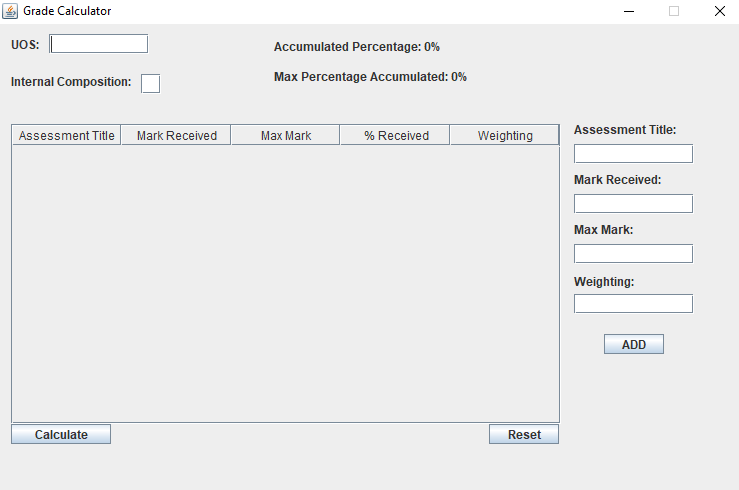 Grade Calculator
UOS:
Accumulated Percentage: 0%
Internal Composition:
Max Percentage Accumulated: 0%
Assessment Title Mark Received Max Mark % Received Weighting
Assessment Title:
Mark Received:
Max Mark:
Weighting:
ADD
Calculate Reset